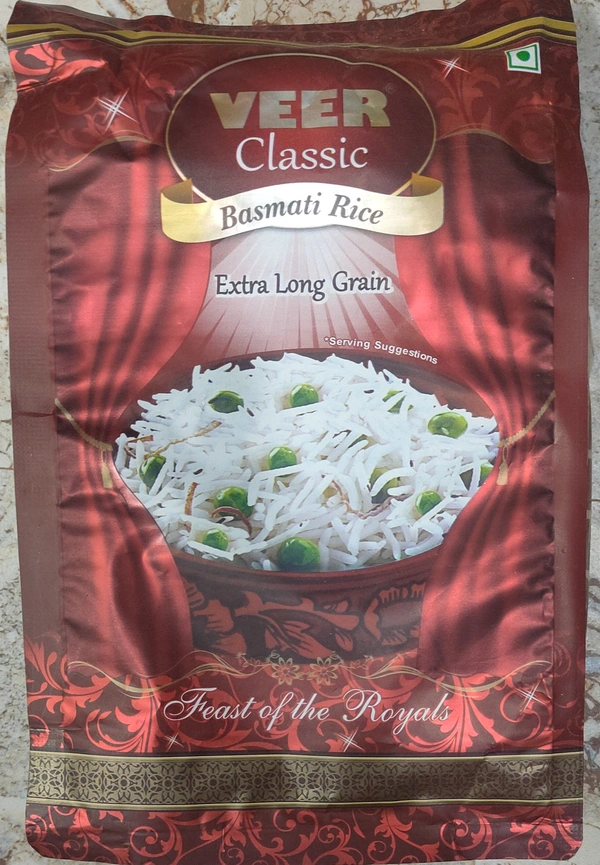 VEER
Classic
Basmati Rice
Extra Long Grain
*Serving Suggestions
Feast of the Royals